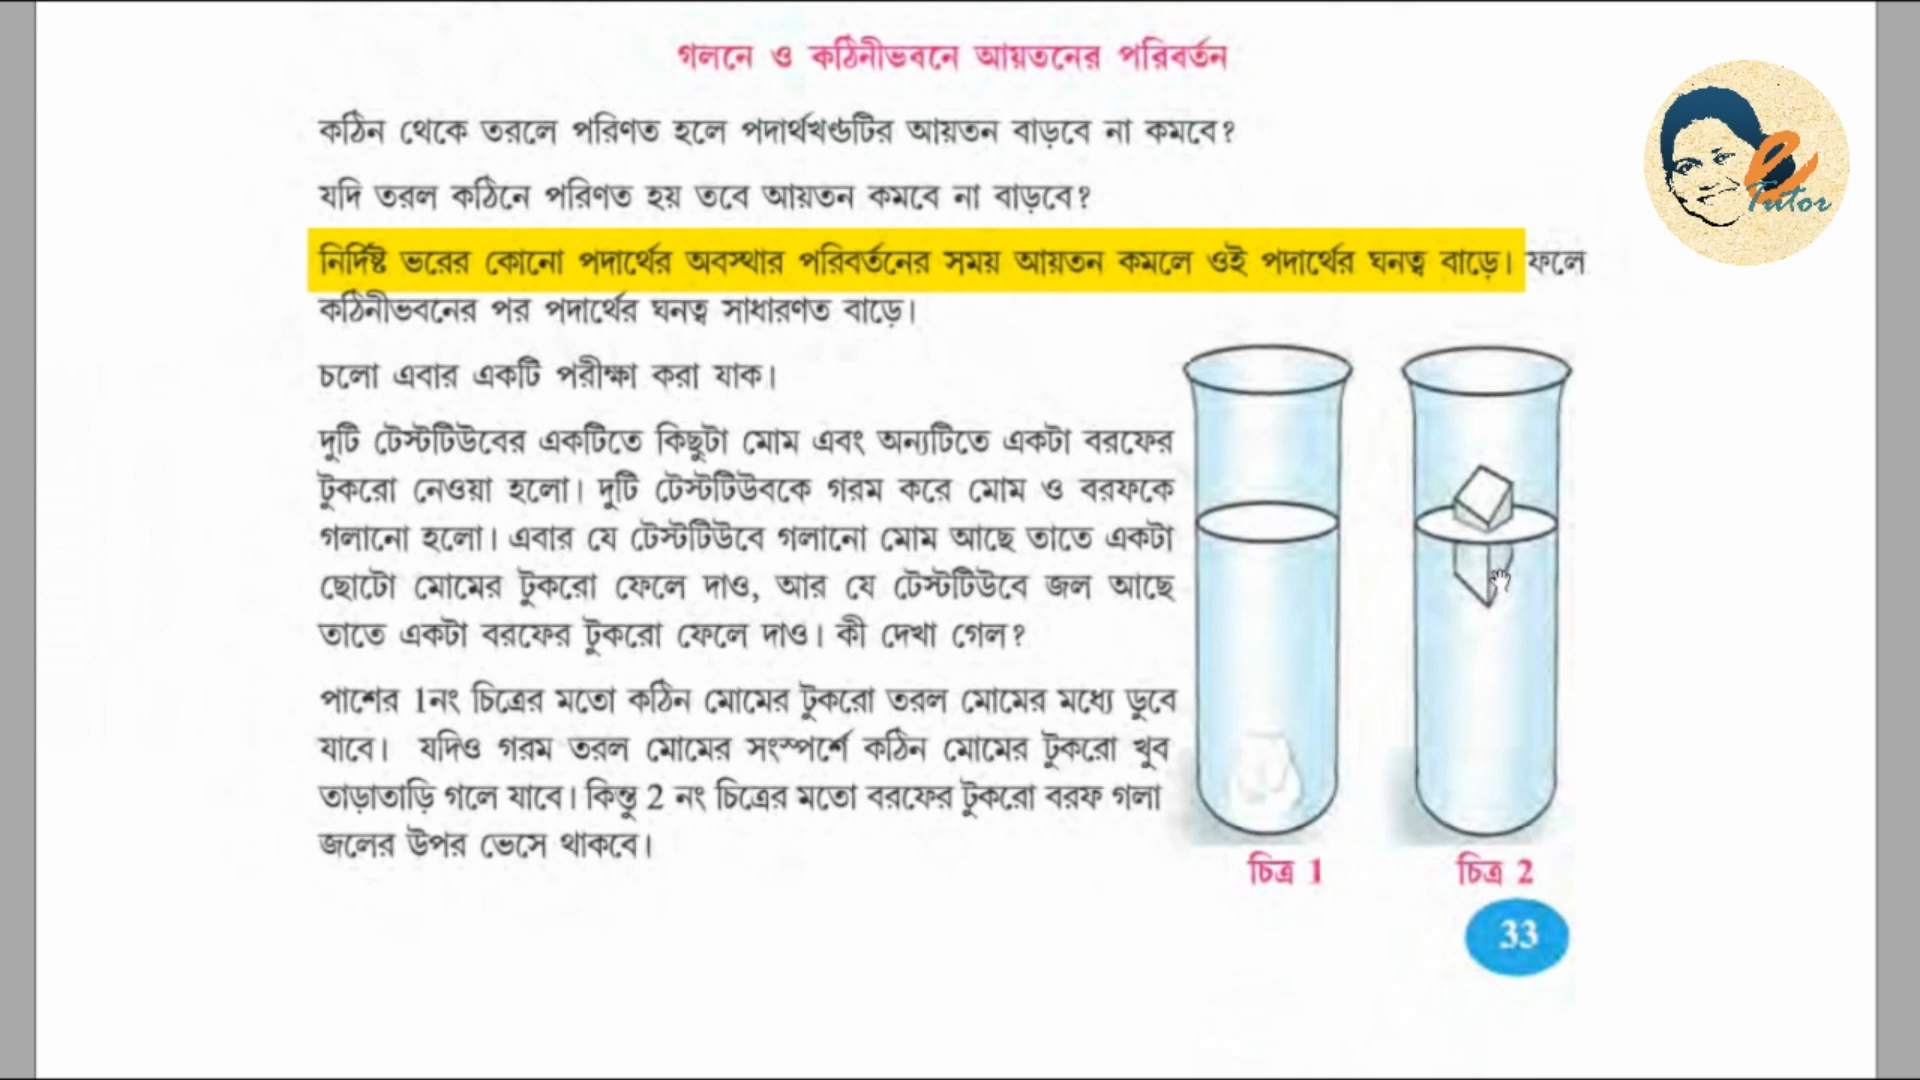 গলনে ও কঠিনীভবনে আয়তনের পরিবর্তন
কঠিন থেকে তরলে পরিণত হলে পদার্থখণ্ডটির আয়তন বাড়বে না কমবে?
যদি তরল কঠিনে পরিণত হয় তবে আয়তন কমবে না বাড়বে?
নির্দিষ্ট ভরের কোনো পদার্থের অবস্থার পরিবর্তনের সময় আয়তন কমলে ওই পদার্থের ঘনত্ব বাড়ে। ফলে
কঠিনীভবনের পর পদার্থের ঘনত্ব সাধারণত বাড়ে।
চলো এবার একটি পরীক্ষা করা যাক।
দুটি টেস্টটিউবের একটিতে কিছুটা মোম এবং অন্যটিতে একটা বরফের
টুকরো নেওয়া হলো। দুটি টেস্টটিউবকে গরম করে মোম ও বরফকে
গলানো হলো। এবার যে টেস্টটিউবে গলানো মোম আছে তাতে একটা
ছোটো মোমের টুকরো ফেলে দাও, আর যে টেস্টটিউবে জল আছে
তাতে একটা বরফের টুকরো ফেলে দাও। কী দেখা গেল?
পাশের 1নং চিত্রের মতো কঠিন মোমের টুকরো তরল মোমের মধ্যে ডুবে
যাবে। যদিও গরম তরল মোমের সংস্পর্শে কঠিন মোমের টুকরো খুব
তাড়াতাড়ি গলে যাবে। কিন্তু 2 নং চিত্রের মতো বরফের টুকরো বরফ গলা
জলের উপর ভেসে থাকবে।
চিত্র 1
চিত্র 2
33
e
Tutor